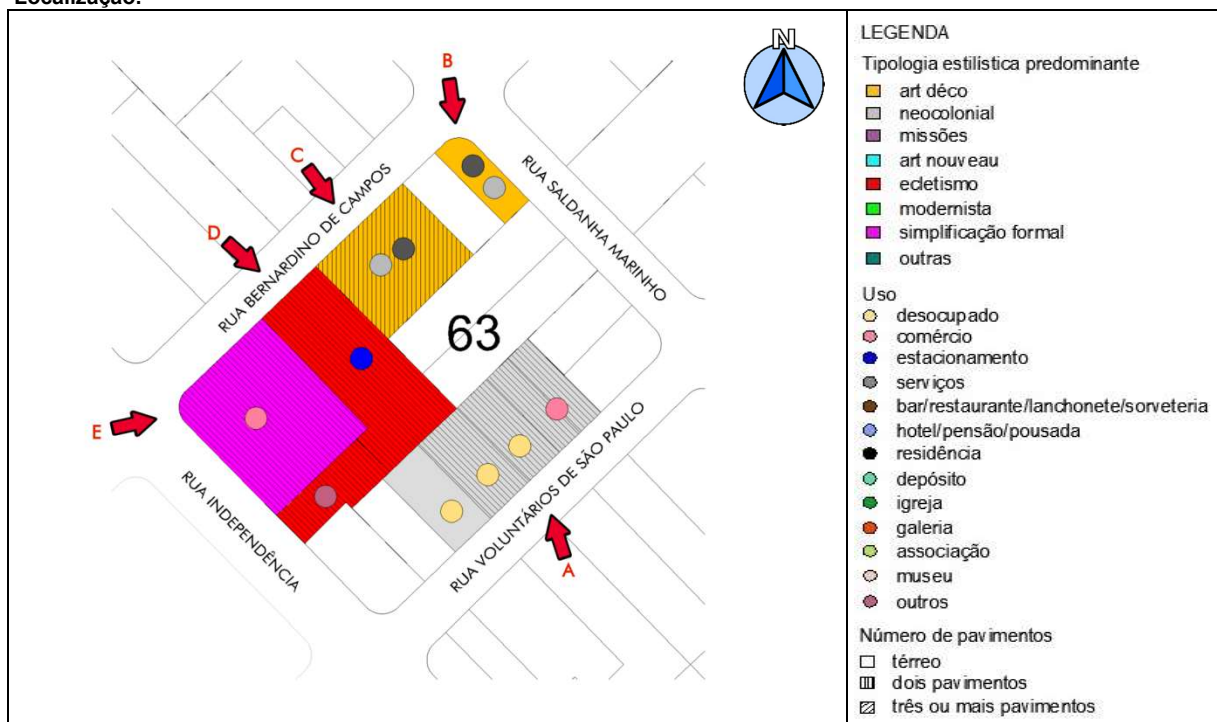 Localização:
N
B
C
D
E
A
RUA BERNARDINO DE CAMPOS
RUA SALDANHA MARINHO
63
RUA INDEPENDÊNCIA
RUA VOLUNTÁRIOS DE SÃO PAULO
LEGENDA
Tipologia estilística predominante
art déco
neocolonial
missões
art nouveau
ecletismo
modernista
simplificação formal
outras
Uso
desocupado
comércio
estacionamento
serviços
bar/restaurante/lanchonete/sorveteria
hotel/pensão/pousada
residência
depósito
igreja
galeria
associação
museu
outros
Número de pavimentos
térreo
dois pavimentos
três ou mais pavimentos